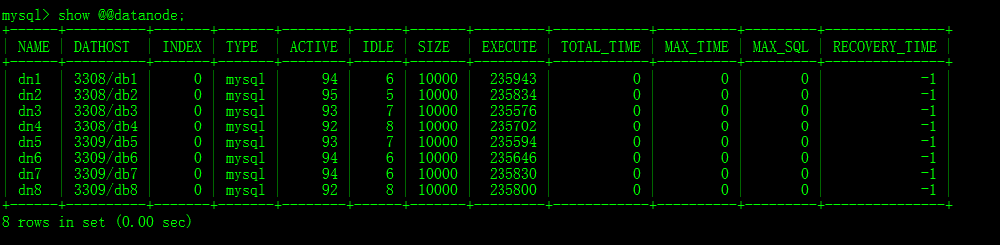 mysql> show @@datanode;
| NAME | DATHOST | INDEX | TYPE | ACTIVE | IDLE | SIZE | EXECUTE | TOTAL_TIME | MAX_TIME | MAX_SQL | RECOVERY_TIME |
| dn1 | 3308/db1 | 0 | mysql | 94 | 6 | 10000 | 235943 | 0 | 0 | 0 | -1 |
| dn2 | 3308/db2 | 0 | mysql | 95 | 5 | 10000 | 235834 | 0 | 0 | 0 | -1 |
| dn3 | 3308/db3 | 0 | mysql | 93 | 7 | 10000 | 235576 | 0 | 0 | 0 | -1 |
| dn4 | 3308/db4 | 0 | mysql | 92 | 8 | 10000 | 235702 | 0 | 0 | 0 | -1 |
| dn5 | 3309/db5 | 0 | mysql | 93 | 7 | 10000 | 235594 | 0 | 0 | 0 | -1 |
| dn6 | 3309/db6 | 0 | mysql | 94 | 6 | 10000 | 235646 | 0 | 0 | 0 | -1 |
| dn7 | 3309/db7 | 0 | mysql | 94 | 6 | 10000 | 235830 | 0 | 0 | 0 | -1 |
| dn8 | 3309/db8 | 0 | mysql | 92 | 8 | 10000 | 235800 | 0 | 0 | 0 | -1 |
8 rows in set (0.00 sec)